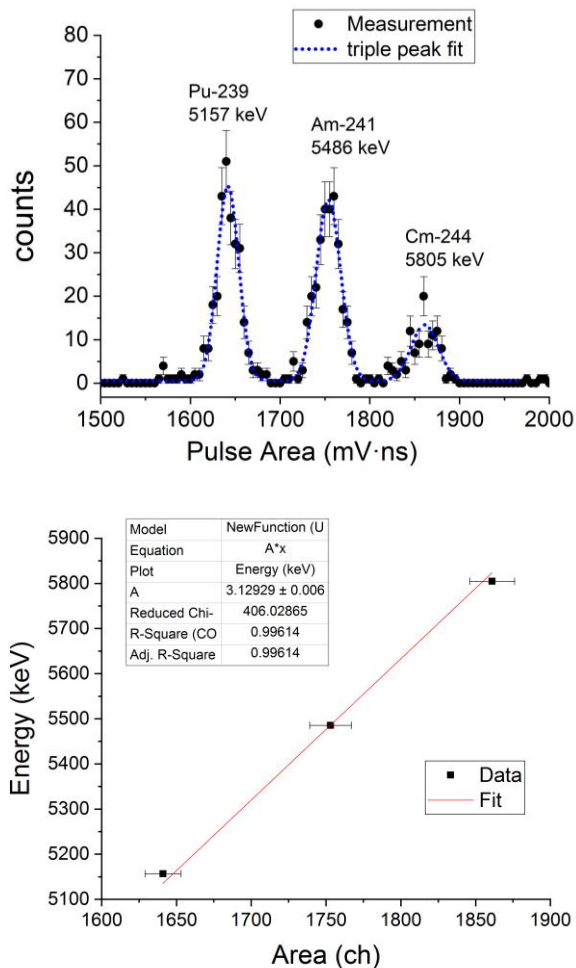 Measurement
triple peak fit
80
70
60
50
40
30
20
10
0
counts
Pu-239
5157 keV
Am-241
5486 keV
Cm-244
5805 keV
1500 1600 1700 1800 1900 2000
Pulse Area (mV·ns)
5900
5800
5700
5600
5500
5400
5300
5200
5100
Energy (keV)
Model NewFunction (U
Equation A*x
Plot Energy (keV)
A 3.12929 ± 0.006
Reduced Chi- 406.02865
R-Square (CO 0.99614
Adj. R-Square 0.99614
Data
Fit
1600 1650 1700 1750 1800 1850 1900
Area (ch)